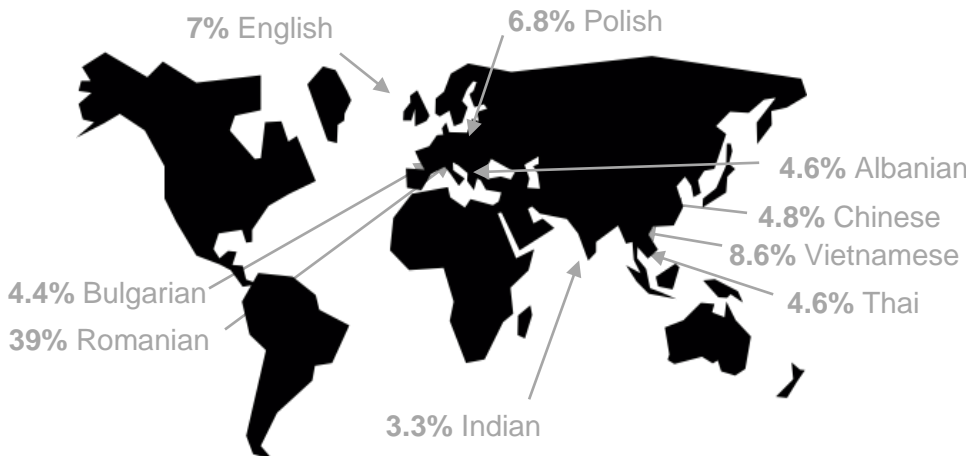 7% English
6.8% Polish
4.6% Albanian
4.8% Chinese
8.6% Vietnamese
4.4% Bulgarian
4.6% Thai
39% Romanian
3.3% Indian